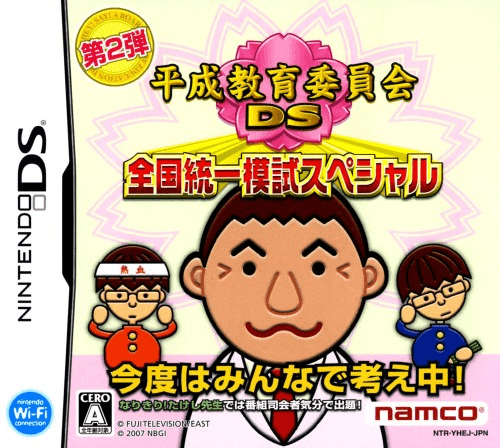 HEY! SAY! LABOR
第2弾
平成教育委員会
DS
全国統一模試スペシャル
NINTENDO DS
熱血
今度はみんなで考え中!
なりきり!たけし先生では番組司会者気分で出題!
nintendo
Wi-Fi
connection
CERO
A
全年齢対象
© FUJITELEVISION,EAST
© 2007 NBGI
namco
NTR-YHEJ-JPN